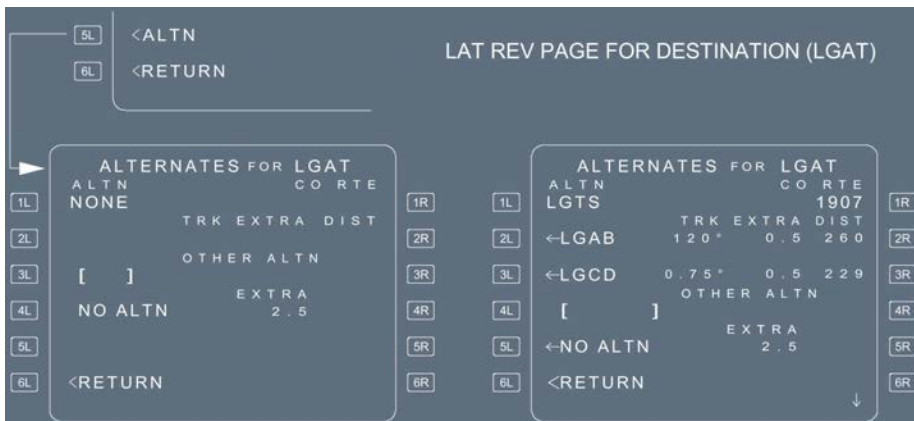 5L <ALTN
LAT REV PAGE FOR DESTINATION (LGAT)
6L <RETURN
ALTERNATES FOR LGAT
ALTN CO RTE
1L NONE 1R
TRK EXTRA DIST
2L 2R
OTHER ALTN
3L [ ] 3R
EXTRA
4L NO ALTN 2.5 4R
5L 5R
6L <RETURN 6R
ALTERNATES FOR LGAT
ALTN CO RTE
1L LGTS 1907 1R
TRK EXTRA DIST
2L ←LGAB 120° 0.5 260 2R
3L ←LGCD 0.75° 0.5 229 3R
OTHER ALTN
4L [ ] 4R
EXTRA
5L ←NO ALTN 2.5 5R
6L <RETURN ↓ 6R